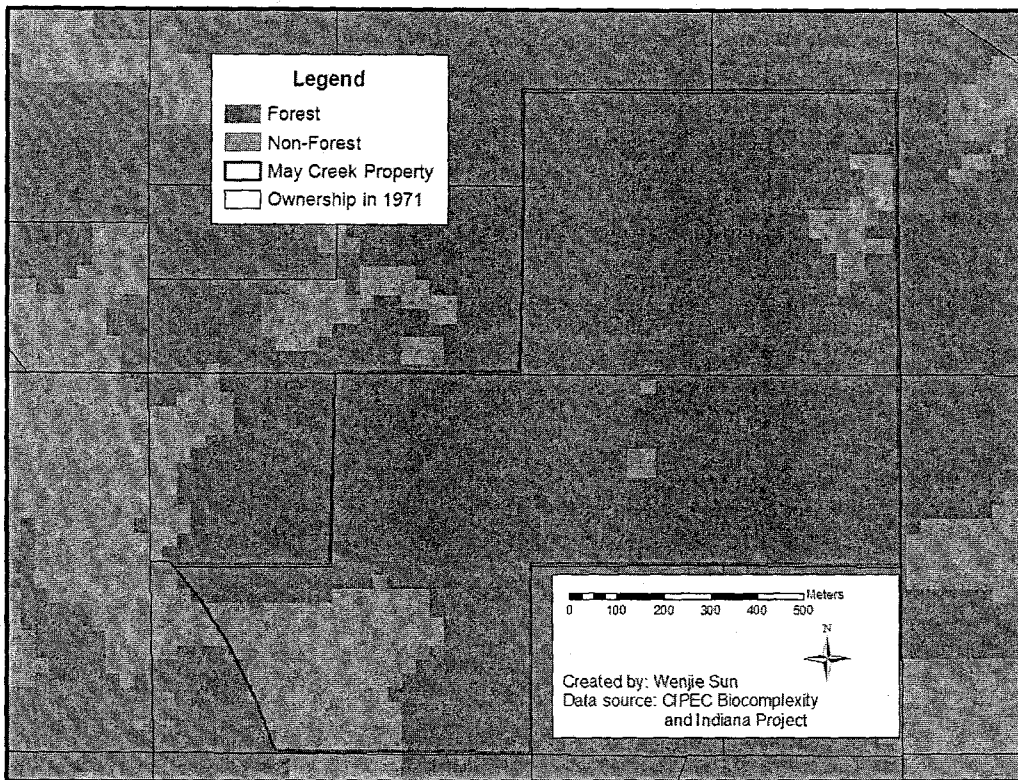 Legend
Forest
Non-Forest
May Creek Property
Ownership in 1971
Meters
0 100 200 300 400 500
N
Created by: Wenjie Sun
Data source: CIPEC Biocomplexity
and Indiana Project